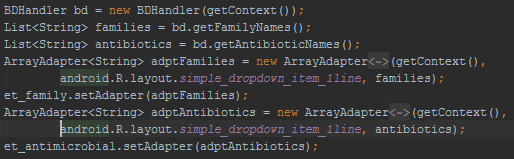 BDHandler bd = new BDHandler(getContext());
List<String> families = bd.getFamilyNames();
List<String> antibiotics = bd.getAntibioticNames();
ArrayAdapter<String> adptFamilies = new ArrayAdapter<~>(getContext(),
android.R.layout.simple_dropdown_item_1line, families);
et_family.setAdapter(adptFamilies);
ArrayAdapter<String> adptAntibiotics = new ArrayAdapter<~>(getContext(),
android.R.layout.simple_dropdown_item_1line, antibiotics);
et_antimicrobial.setAdapter(adptAntibiotics);